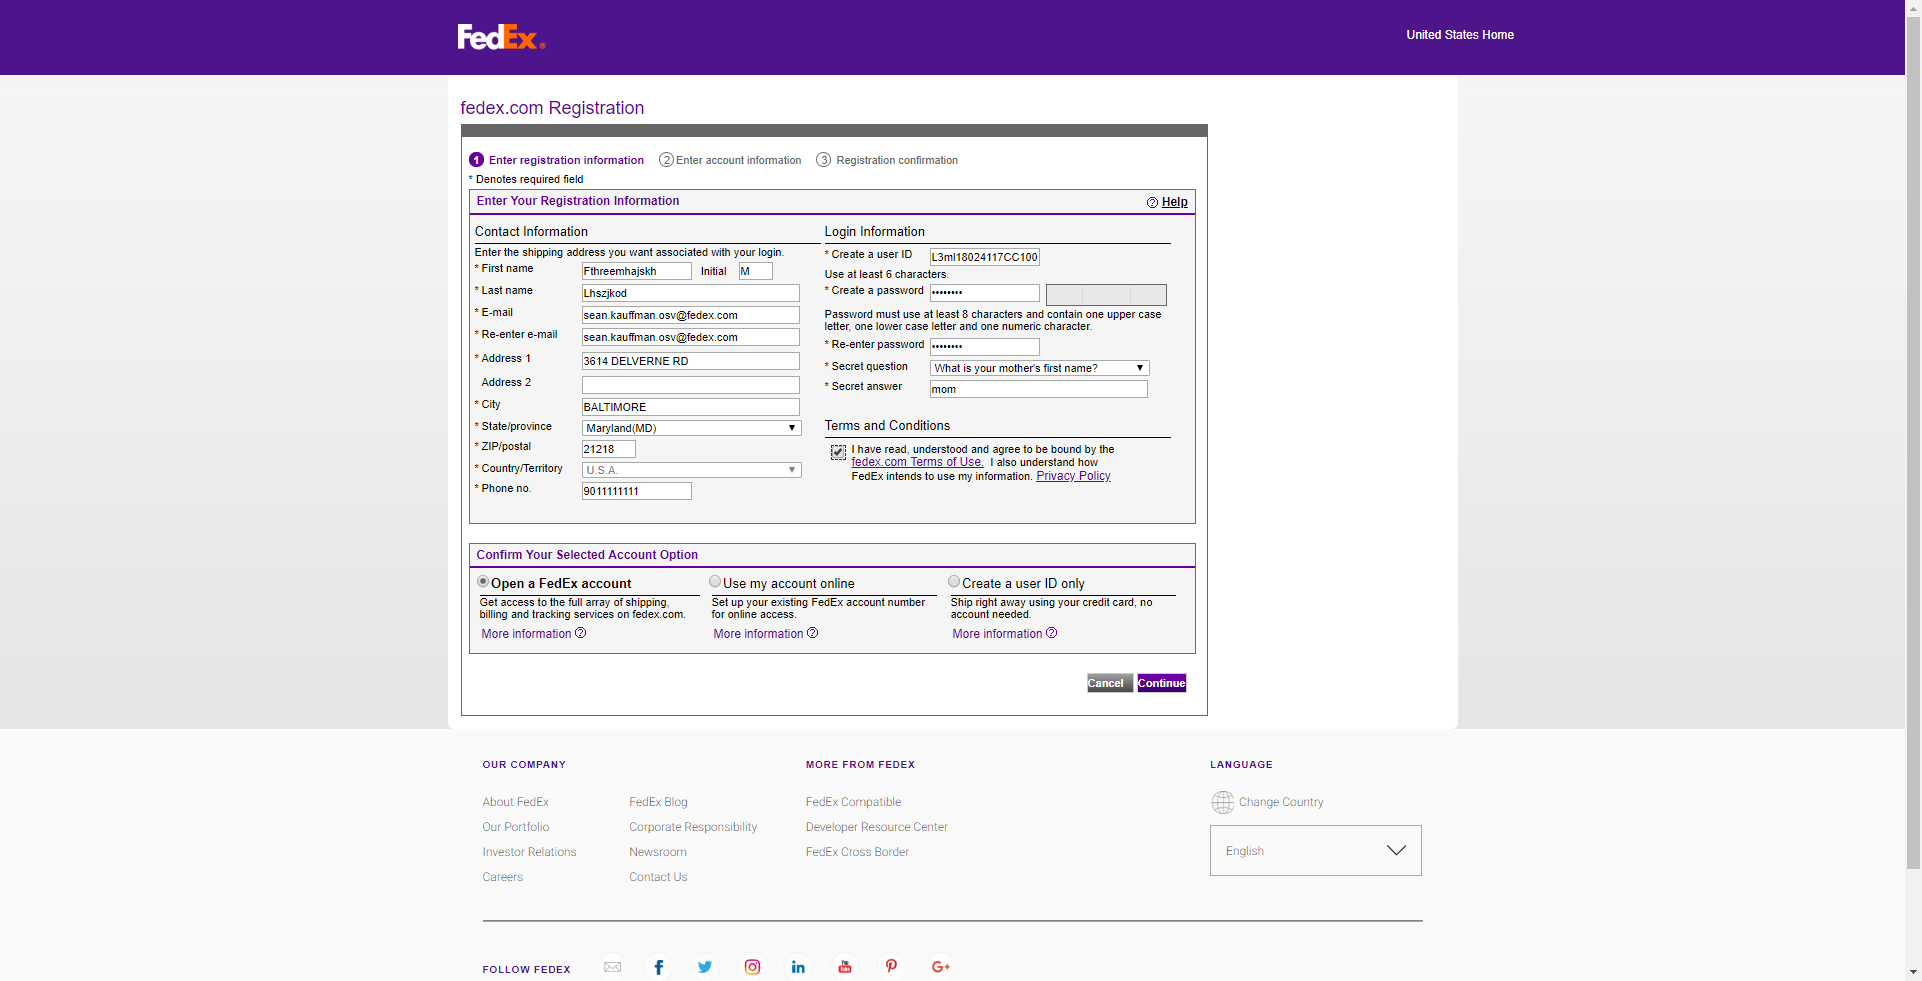 FedEx®
United States Home
fedex.com Registration
1 Enter registration information 2 Enter account information 3 Registration confirmation
* Denotes required field
Enter Your Registration Information
? Help
Contact Information
Enter the shipping address you want associated with your login.
* First name Fthreemhajskh Initial M
* Last name Lhszjkod
* E-mail sean.kauffman.osv@fedex.com
* Re-enter e-mail sean.kauffman.osv@fedex.com
* Address 1 3614 DELVERNE RD
Address 2
* City BALTIMORE
* State/province Maryland(MD)
* ZIP/postal 21218
* Country/Territory U.S.A.
* Phone no. 9011111111
Login Information
* Create a user ID L3ml18024117CC100
Use at least 6 characters.
* Create a password ••••••••
Password must use at least 8 characters and contain one upper case
letter, one lower case letter and one numeric character.
* Re-enter password ••••••••
* Secret question What is your mother's first name?
* Secret answer mom
Terms and Conditions
I have read, understood and agree to be bound by the
fedex.com Terms of Use. I also understand how
FedEx intends to use my information. Privacy Policy
Confirm Your Selected Account Option
Open a FedEx account
Get access to the full array of shipping,
billing and tracking services on fedex.com.
More information ?
Use my account online
Set up your existing FedEx account number
for online access.
More information ?
Create a user ID only
Ship right away using your credit card, no
account needed.
More information ?
Cancel Continue
OUR COMPANY
About FedEx
Our Portfolio
Investor Relations
Careers
FedEx Blog
Corporate Responsibility
Newsroom
Contact Us
MORE FROM FEDEX
FedEx Compatible
Developer Resource Center
FedEx Cross Border
LANGUAGE
Change Country
English
FOLLOW FEDEX